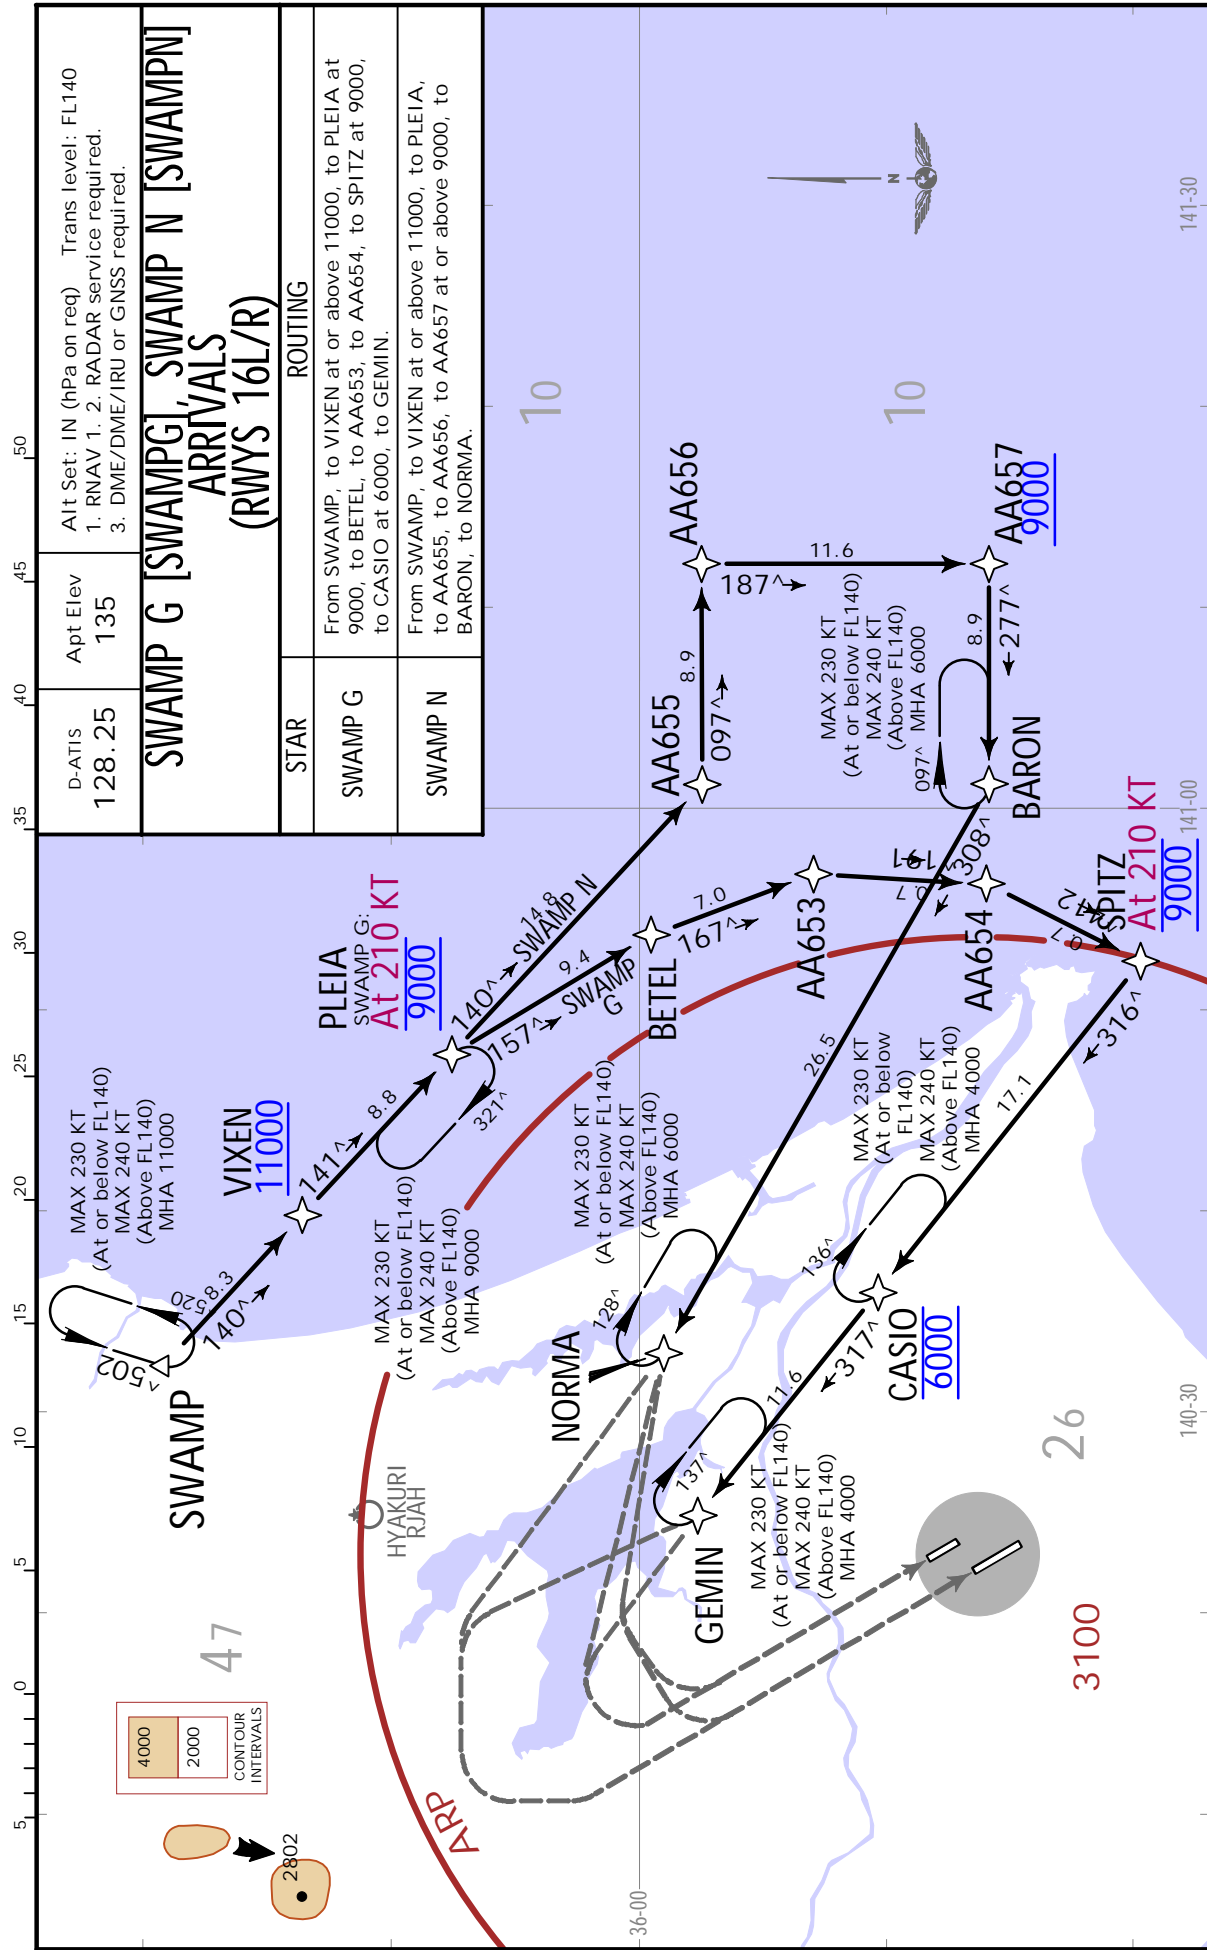 D-ATIS
128.25
Apt Elev
135
Alt Set: IN (hPa on req) Trans level: FL140
1. RNAV 1. 2. RADAR service required.
3. DME/DME/IRU or GNSS required.
SWAMP G [SWAMPG], SWAMP N [SWAMPN]
ARRIVALS
(RWYS 16L/R)
STAR
ROUTING
SWAMP G
From SWAMP, to VIXEN at or above 11000, to PLEIA at
9000, to BETEL, to AA653, to AA654, to SPITZ at 9000,
to CASIO at 6000, to GEMIN.
SWAMP N
From SWAMP, to VIXEN at or above 11000, to PLEIA,
to AA655, to AA656, to AA657 at or above 9000, to
BARON, to NORMA.
5
0
5
10
15
20
25
30
35
40
45
50
4000
2000
CONTOUR
INTERVALS
2802
47
SWAMP
205^
025^
8.3
140^
MAX 230 KT
(At or below FL140)
MAX 240 KT
(Above FL140)
MHA 11000
VIXEN
11000
141^
8.8
PLEIA
SWAMP G:
At 210 KT
9000
321^
MAX 230 KT
(At or below FL140)
MAX 240 KT
(Above FL140)
MHA 9000
140^
14.8
SWAMP N
157^
9.4
SWAMP
G
BETEL
167^
7.0
AA653
191^
7.0
AA654
212^
7.0
SPITZ
At 210 KT
9000
316^
17.1
AA655
097^
8.9
AA656
187^
11.6
AA657
9000
277^
8.9
BARON
097^
MAX 230 KT
(At or below FL140)
MAX 240 KT
(Above FL140)
MHA 6000
308^
26.5
NORMA
128^
MAX 230 KT
(At or below FL140)
MAX 240 KT
(Above FL140)
MHA 6000
CASIO
6000
136^
MAX 230 KT
(At or below
FL140)
MAX 240 KT
(Above FL140)
MHA 4000
317^
11.6
GEMIN
137^
MAX 230 KT
(At or below FL140)
MAX 240 KT
(Above FL140)
MHA 4000
HYAKURI
RJAH
ARP
3100
26
10
10
N
36-00
140-30
141-00
141-30